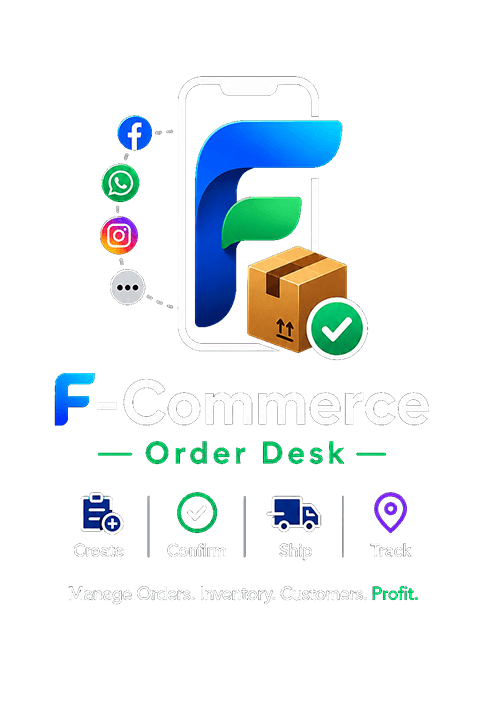 F-Commerce
Order Desk
Create Confirm Ship Track
Manage Orders. Inventory. Customers. Profit.